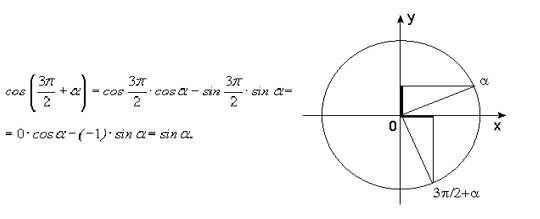 cos(3π/2 + α) = cos 3π/2 · cos α − sin 3π/2 · sin α =
= 0 · cos α − (−1) · sin α = sin α.
y
α
0
x
3π/2+α